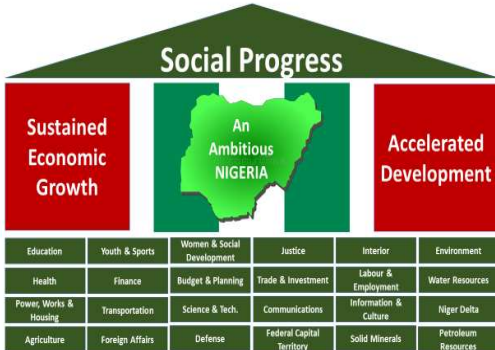 Social Progress
Sustained
Economic
Growth
An
Ambitious
NIGERIA
Accelerated
Development
Education
Youth & Sports
Women & Social
Development
Justice
Interior
Environment
Health
Finance
Budget & Planning
Trade & Investment
Labour &
Employment
Water Resources
Power, Works &
Housing
Transportation
Science & Tech.
Communications
Information &
Culture
Niger Delta
Agriculture
Foreign Affairs
Defense
Federal Capital
Territory
Solid Minerals
Petroleum
Resources